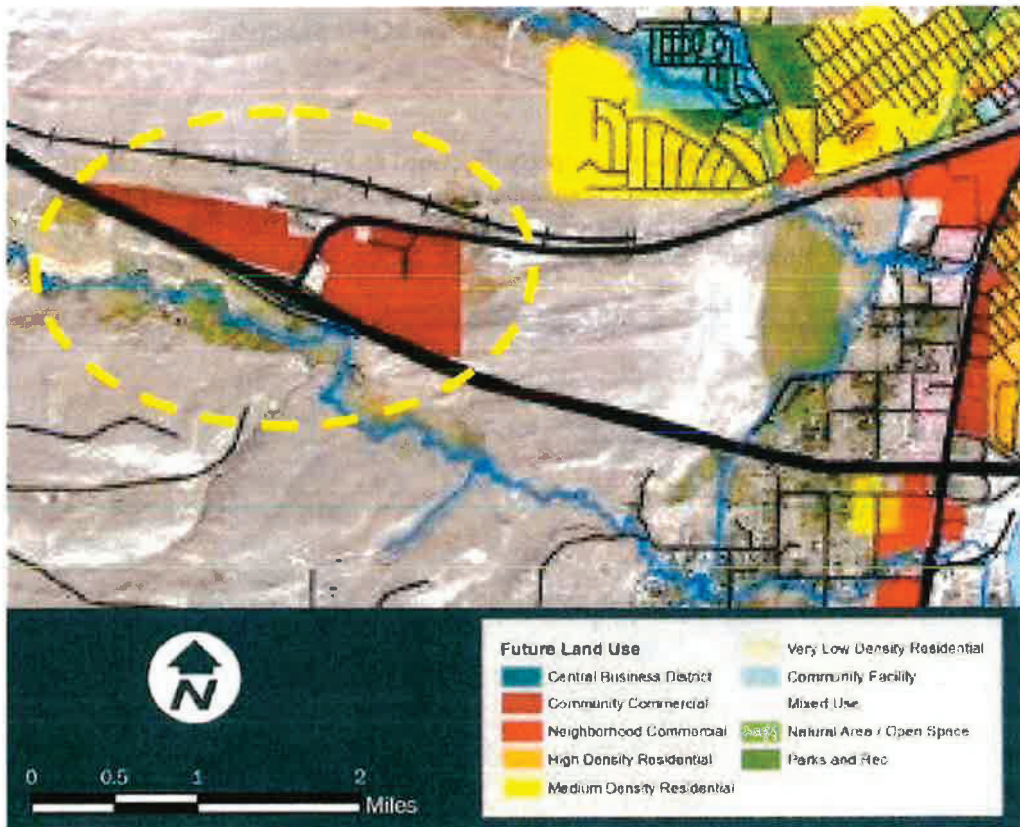 N
0 0.5 1 2
Miles
Future Land Use
Central Business District
Community Commercial
Neighborhood Commercial
High Density Residential
Medium Density Residential
Very Low Density Residential
Community Facility
Mixed Use
Natural Area / Open Space
Parks and Rec